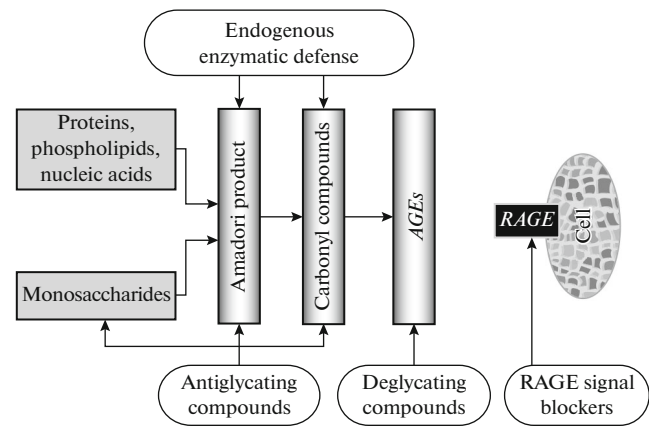 Endogenous
enzymatic defense
Proteins,
phospholipids,
nucleic acids
Monosaccharides
Amadori product
Carbonyl compounds
AGEs
RAGE
Cell
Antiglycating
compounds
Deglycating
compounds
RAGE signal
blockers